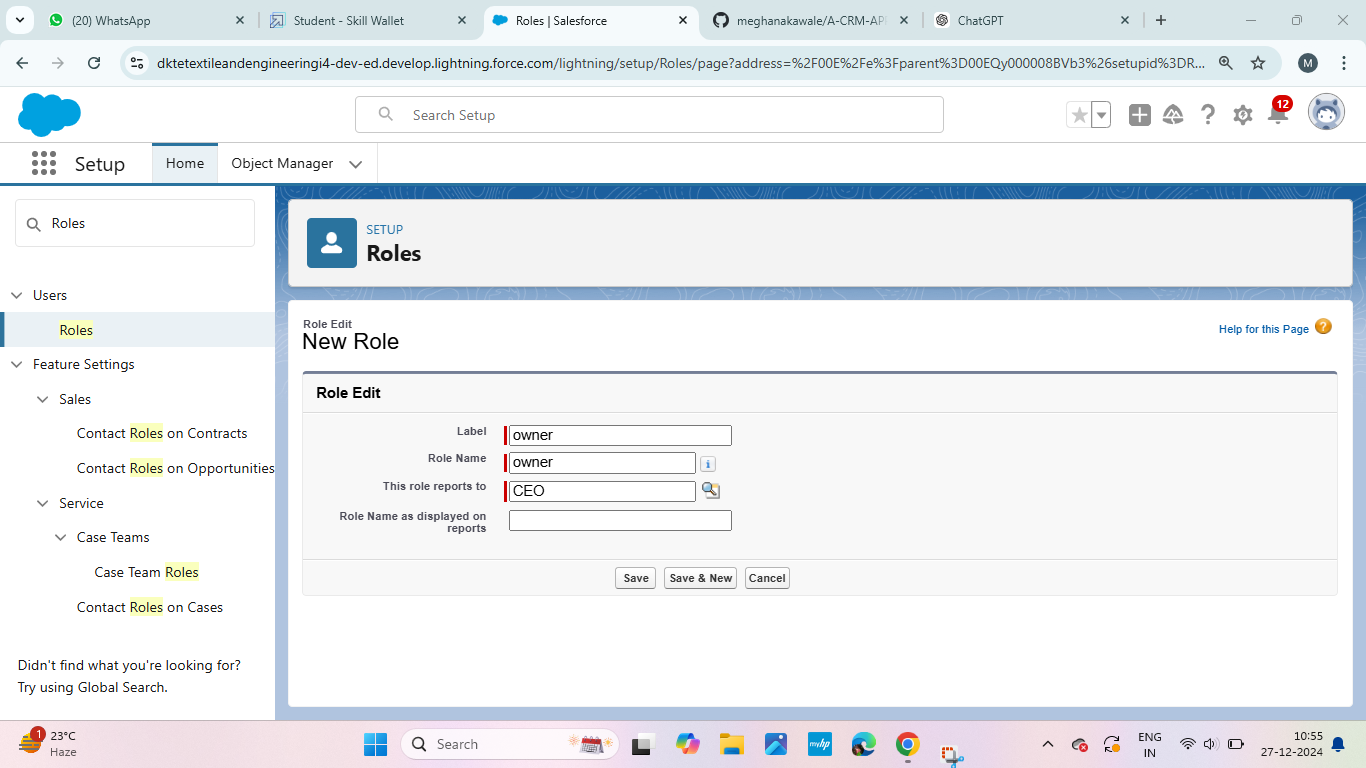 (20) WhatsApp
Student - Skill Wallet
Roles | Salesforce
meghanakawale/A-CRM-AP
ChatGPT
dktetextileandengineeringi4-dev-ed.develop.lightning.force.com/lightning/setup/Roles/page?address=%2F00E%2Fe%3Fparent%3D00EQy000008BVb3%26setupid%3DR...
M
Search Setup
12
Setup
Home
Object Manager
Roles
SETUP
Roles
Users
Roles
Feature Settings
Sales
Contact Roles on Contracts
Contact Roles on Opportunities
Service
Case Teams
Case Team Roles
Contact Roles on Cases
Didn't find what you're looking for?
Try using Global Search.
Role Edit
New Role
Help for this Page
Role Edit
Label
owner
Role Name
owner
This role reports to
CEO
Role Name as displayed on
reports
Save
Save & New
Cancel
1
23°C
Haze
Search
myhp
ENG
IN
10:55
27-12-2024